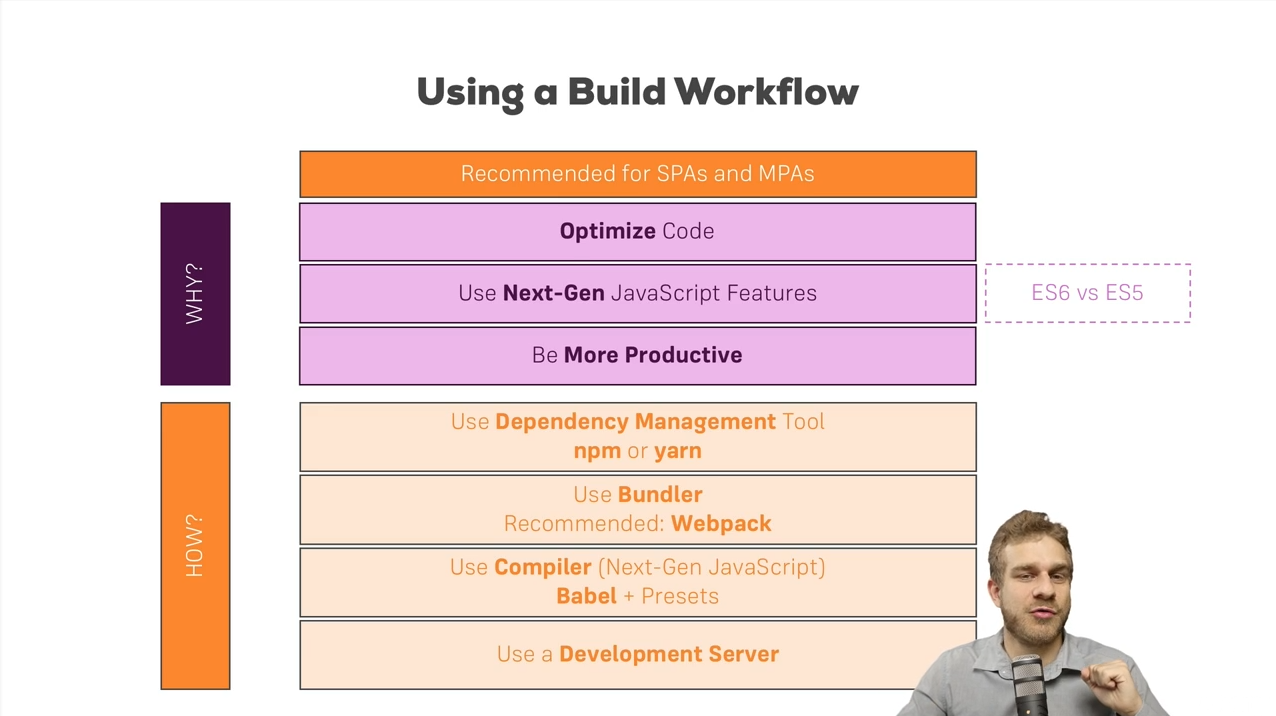 Using a Build Workflow
Recommended for SPAs and MPAs
WHY?
Optimize Code
Use Next-Gen JavaScript Features
ES6 vs ES5
Be More Productive
HOW?
Use Dependency Management Tool
npm or yarn
Use Bundler
Recommended: Webpack
Use Compiler (Next-Gen JavaScript)
Babel + Presets
Use a Development Server